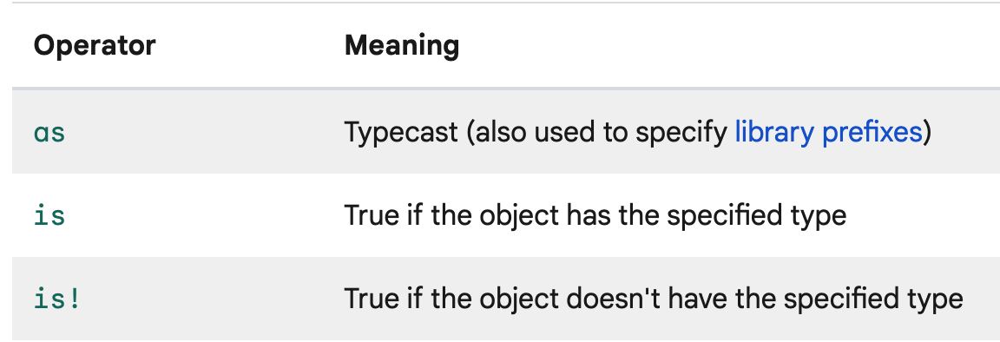 Operator Meaning
as Typecast (also used to specify library prefixes)
is True if the object has the specified type
is! True if the object doesn't have the specified type